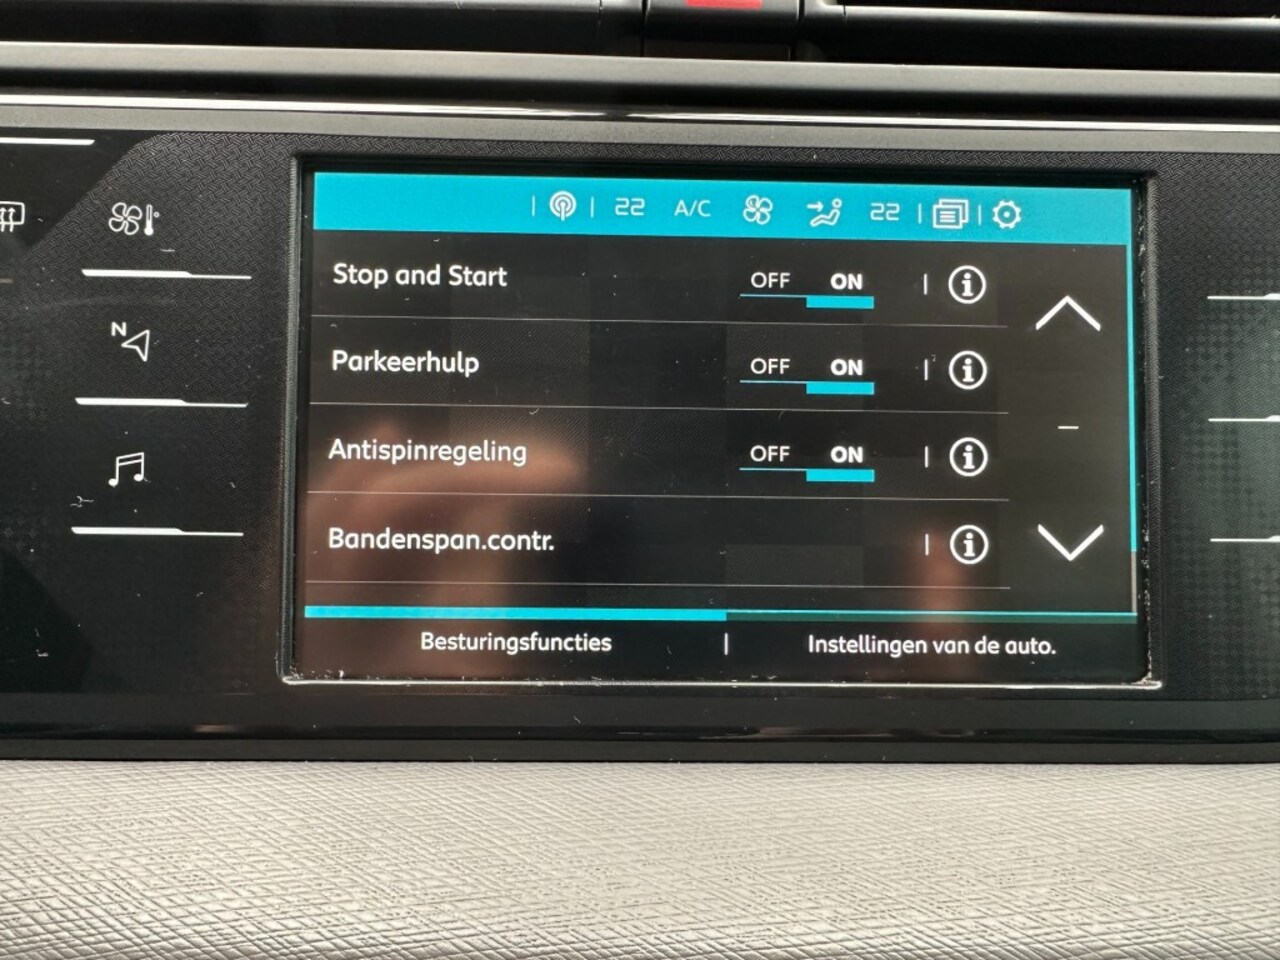 22 A/C 22
Stop and Start OFF ON
Parkeerhulp OFF ON
Antispinregeling OFF ON
Bandenspan.contr.
Besturingsfuncties Instellingen van de auto.
N